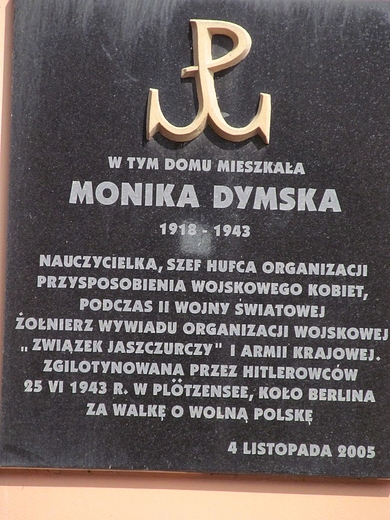 W TYM DOMU MIESZKAŁA
MONIKA DYMSKA
1918 - 1943
NAUCZYCIELKA, SZEF HUFCA ORGANIZACJI
PRZYSPOSOBIENIA WOJSKOWEGO KOBIET,
PODCZAS II WOJNY ŚWIATOWEJ
ŻOŁNIERZ WYWIADU ORGANIZACJI WOJSKOWEJ
„ZWIĄZEK JASZCZURCZY" I ARMII KRAJOWEJ.
ZGILOTYNOWANA PRZEZ HITLEROWCÓW
25 VI 1943 R. W PLÖTZENSEE, KOŁO BERLINA
ZA WALKĘ O WOLNĄ POLSKĘ
4 LISTOPADA 2005